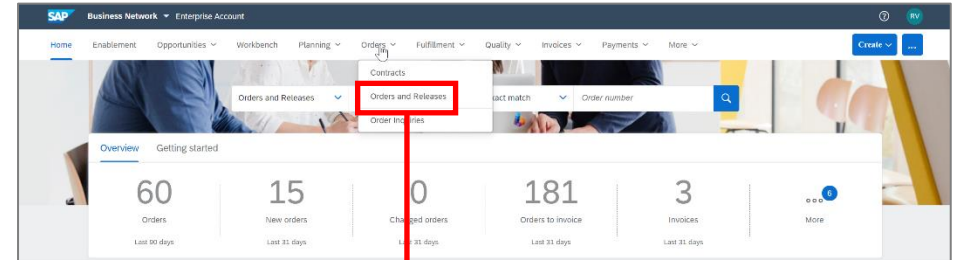 SAP Business Network Enterprise Account RV
Home Enablement Opportunities Workbench Planning Orders Fulfillment Quality Invoices Payments More Create ...
Contracts
Orders and Releases Orders and Releases act match Order number
Order Inquiries
Overview Getting started
60 15 0 181 3 6
Orders New orders Changed orders Orders to invoice Invoices More
Last 90 days Last 31 days Last 31 days Last 31 days Last 31 days